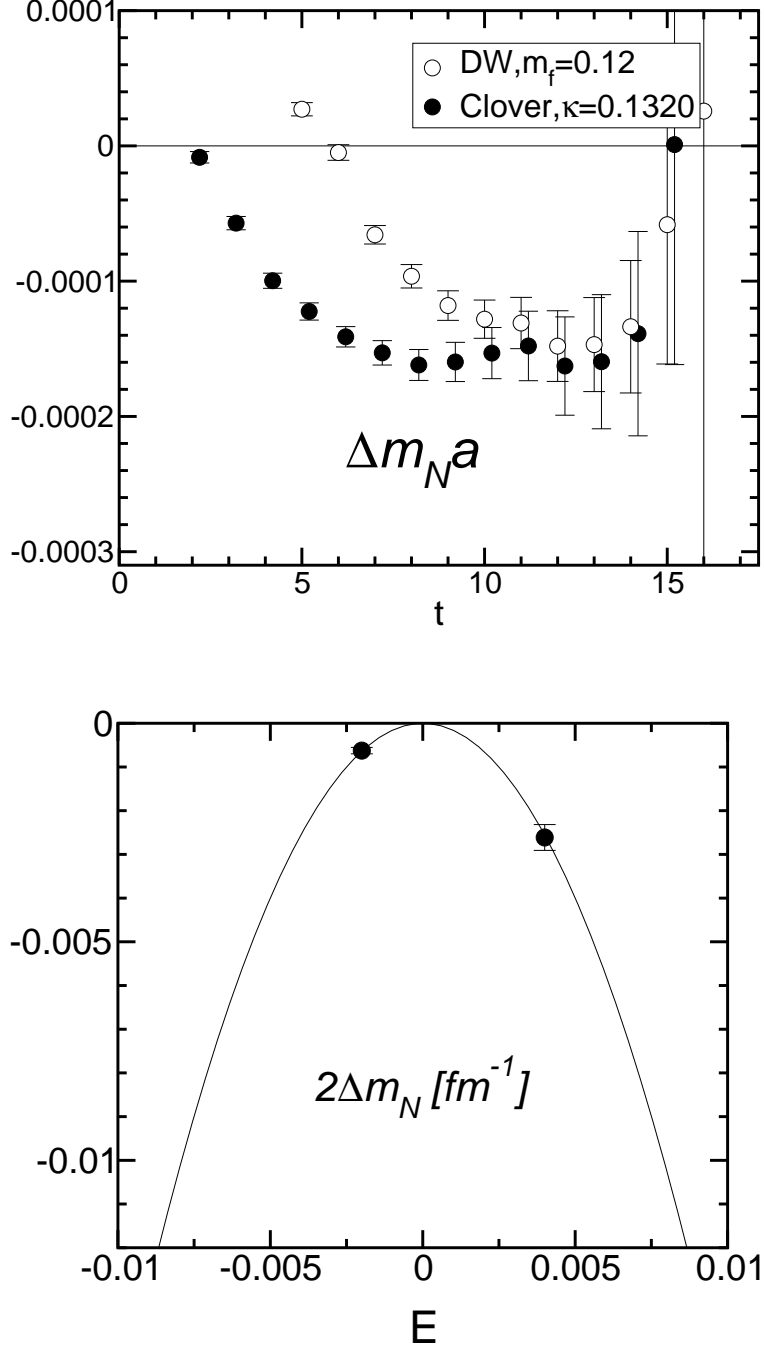 0.0001
DW,m_f=0.12
Clover,κ=0.1320
0
-0.0001
-0.0002
Δm_N a
-0.0003
0 5 10 15
t
0
-0.005
2Δm_N [fm^-1]
-0.01
-0.01 -0.005 0 0.005 0.01
E